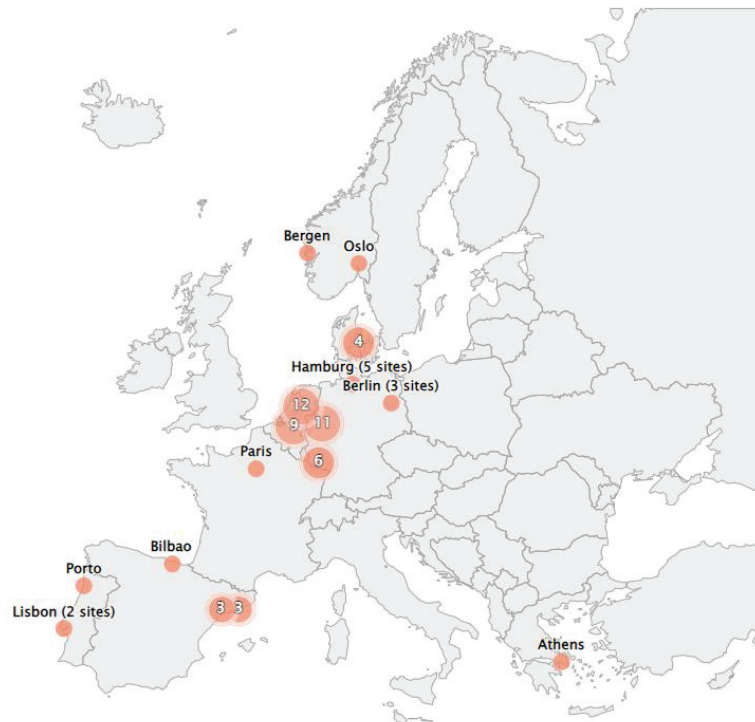 Bergen
Oslo
4
Hamburg (5 sites)
Berlin (3 sites)
12
9
11
6
Paris
Bilbao
Porto
3
3
Lisbon (2 sites)
Athens